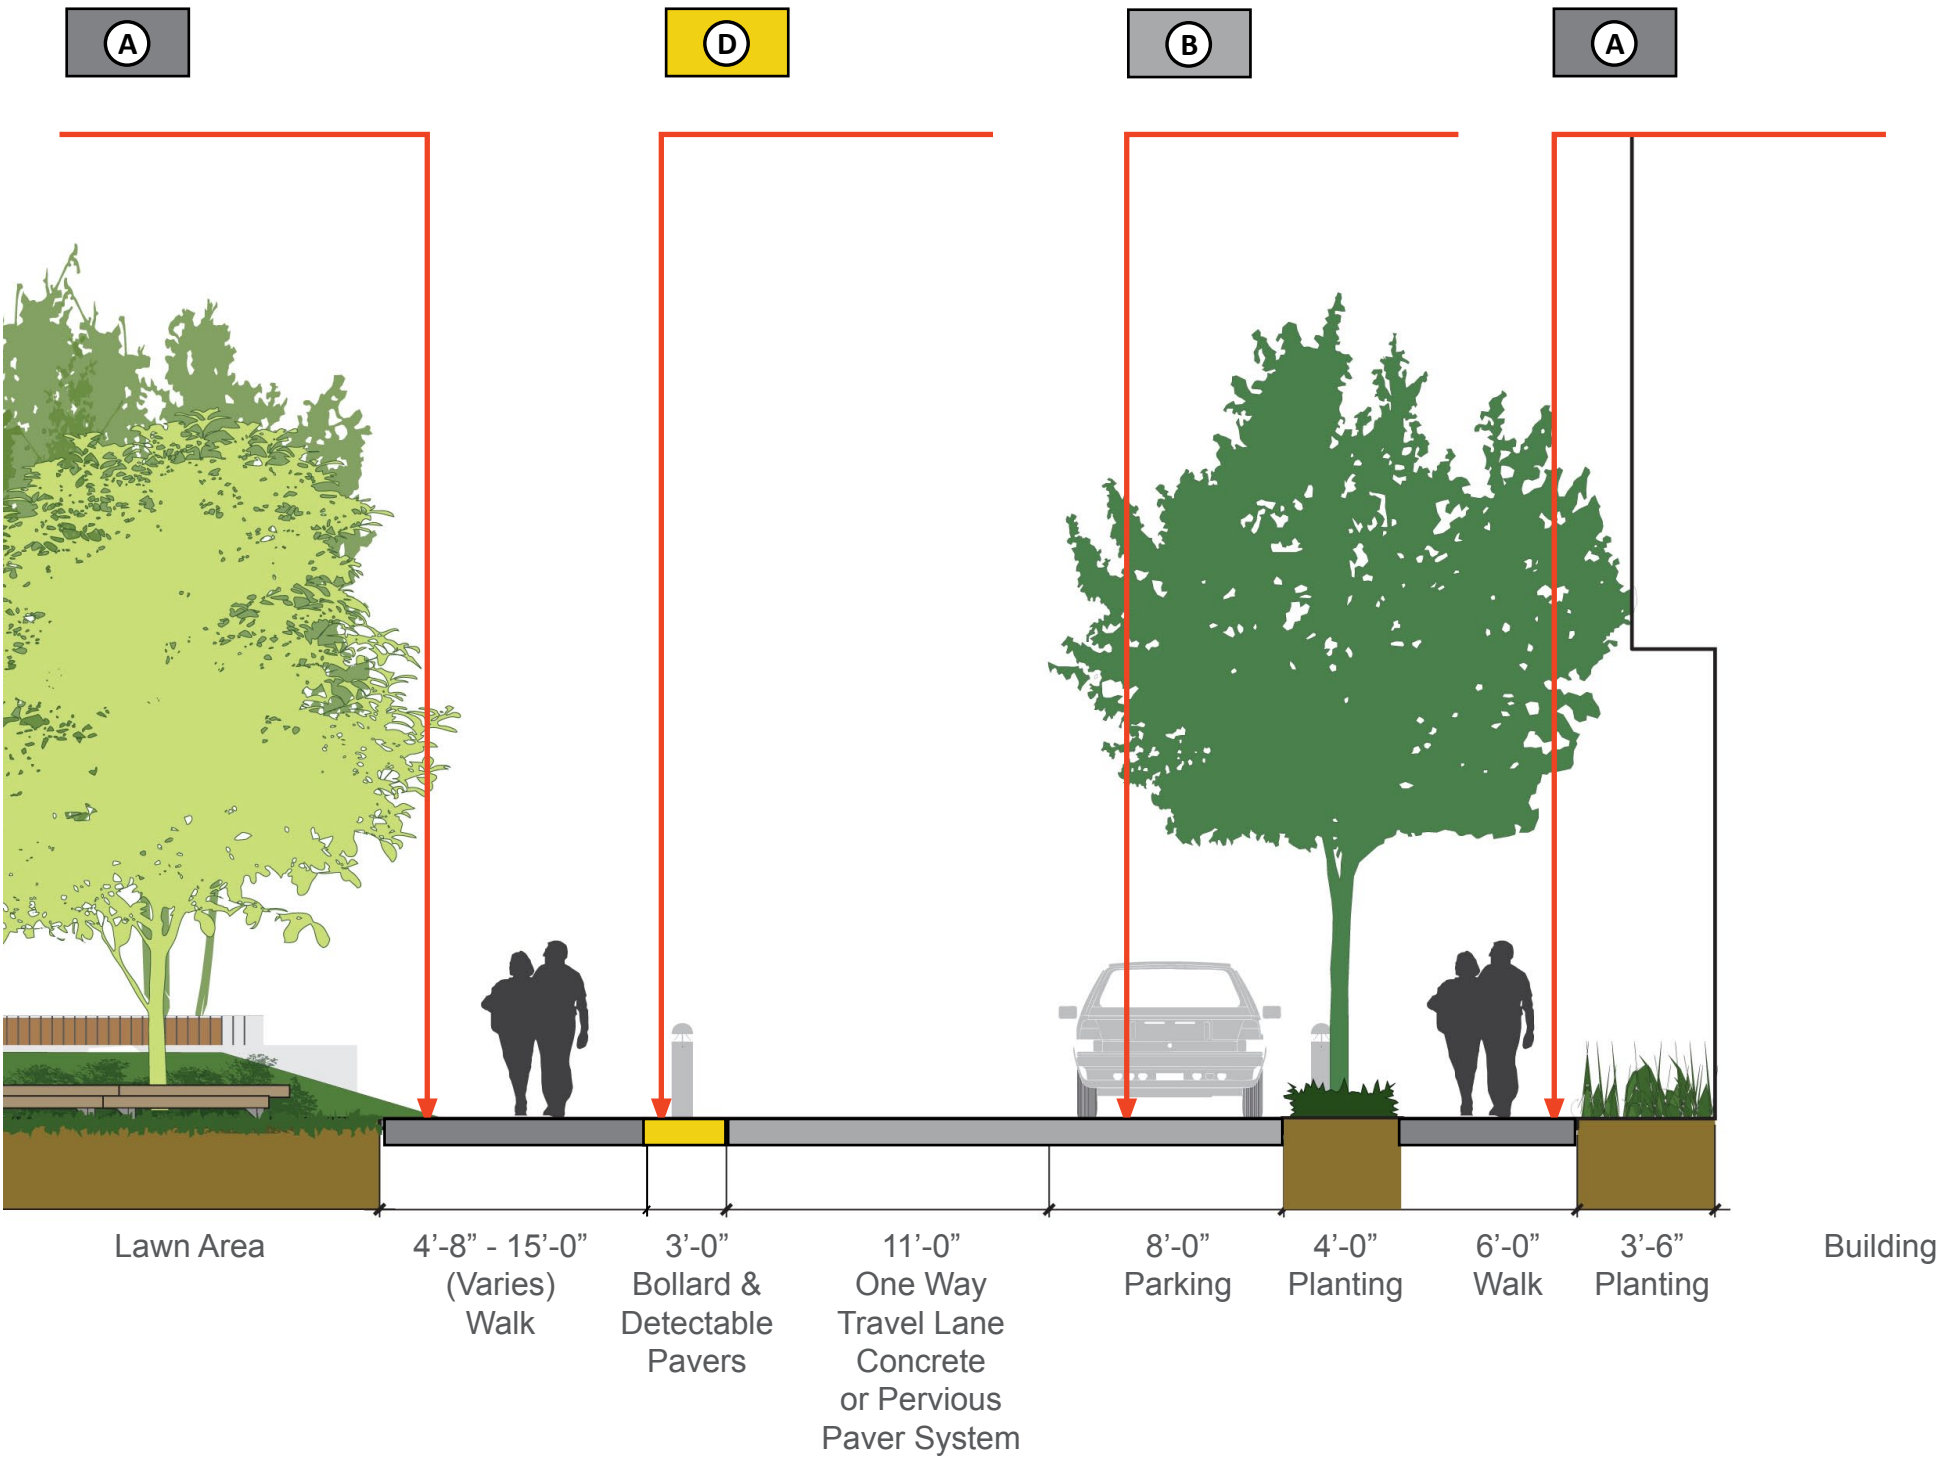 A
D
B
A
Lawn Area
4'-8” - 15'-0”
(Varies)
Walk
3'-0”
Bollard &
Detectable
Pavers
11'-0”
One Way
Travel Lane
Concrete
or Pervious
Paver System
8'-0”
Parking
4'-0”
Planting
6'-0”
Walk
3'-6”
Planting
Building